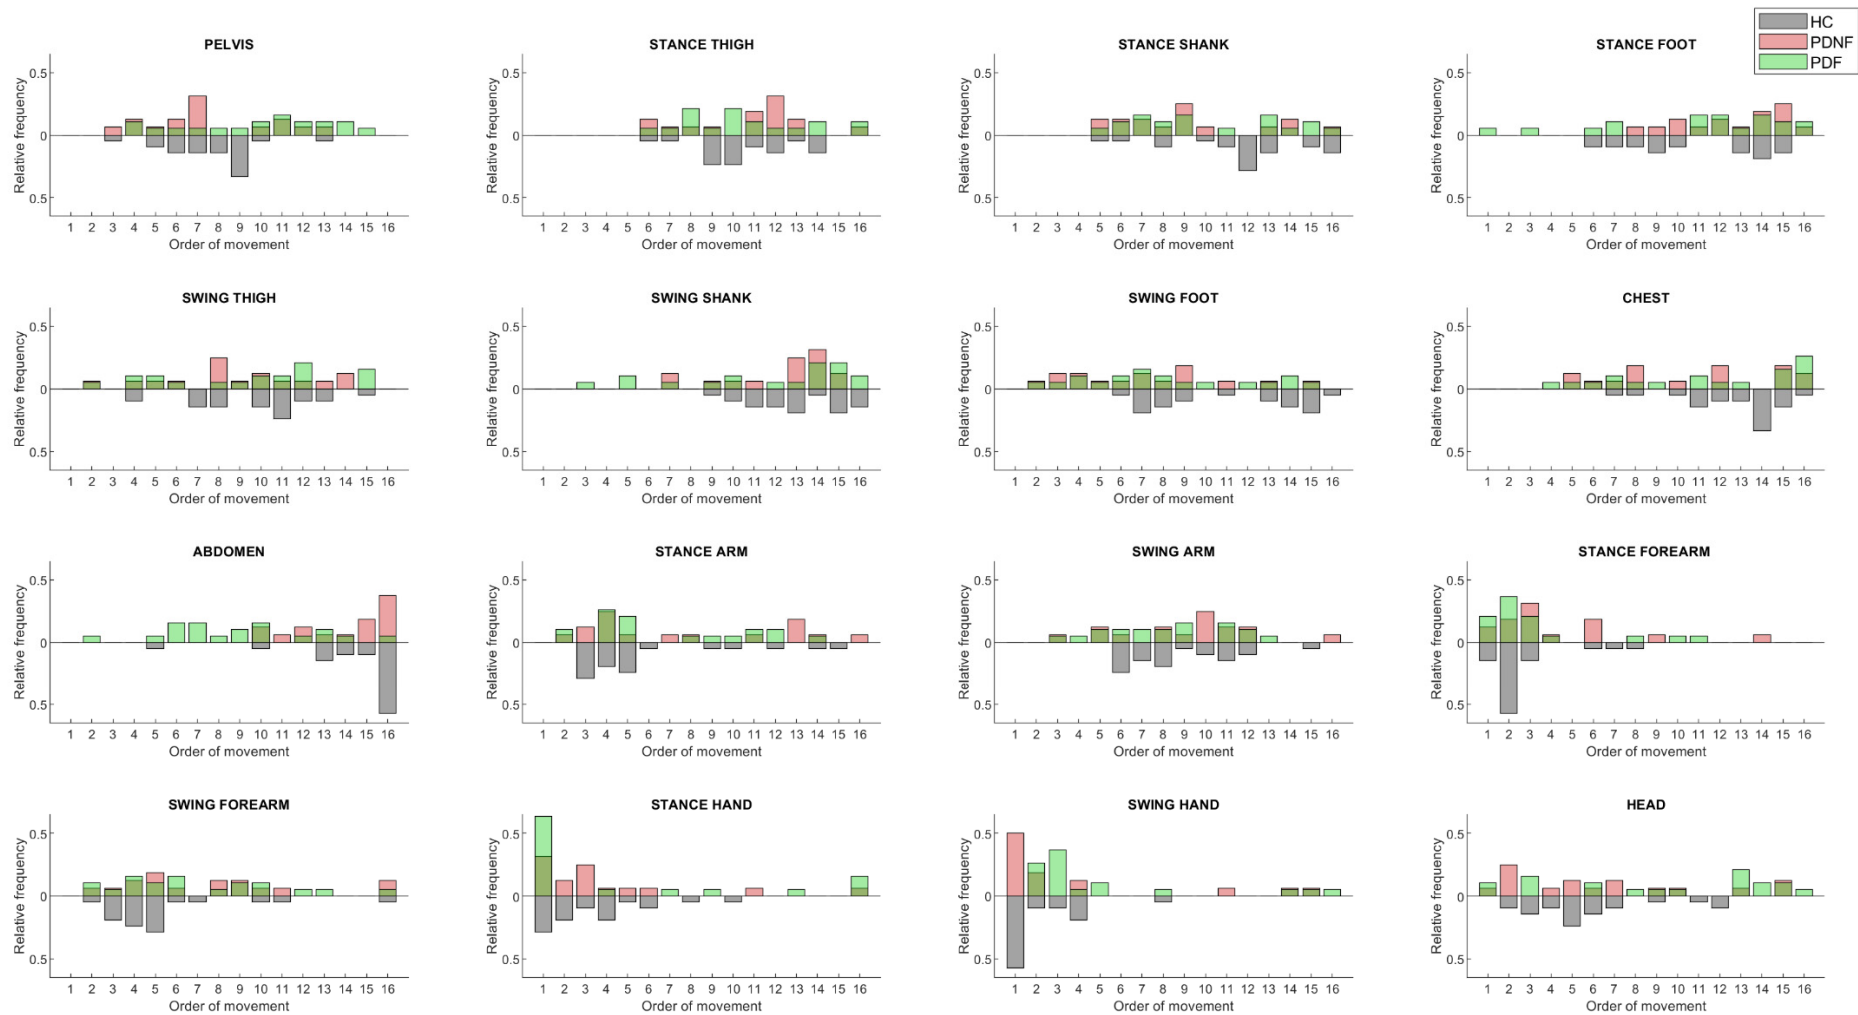 HC
PDNF
PDF
PELVIS
Relative frequency
0.5
0
0.5
1 2 3 4 5 6 7 8 9 10 11 12 13 14 15 16
Order of movement
STANCE THIGH
Relative frequency
0.5
0
0.5
1 2 3 4 5 6 7 8 9 10 11 12 13 14 15 16
Order of movement
STANCE SHANK
Relative frequency
0.5
0
0.5
1 2 3 4 5 6 7 8 9 10 11 12 13 14 15 16
Order of movement
STANCE FOOT
Relative frequency
0.5
0
0.5
1 2 3 4 5 6 7 8 9 10 11 12 13 14 15 16
Order of movement
SWING THIGH
Relative frequency
0.5
0
0.5
1 2 3 4 5 6 7 8 9 10 11 12 13 14 15 16
Order of movement
SWING SHANK
Relative frequency
0.5
0
0.5
1 2 3 4 5 6 7 8 9 10 11 12 13 14 15 16
Order of movement
SWING FOOT
Relative frequency
0.5
0
0.5
1 2 3 4 5 6 7 8 9 10 11 12 13 14 15 16
Order of movement
CHEST
Relative frequency
0.5
0
0.5
1 2 3 4 5 6 7 8 9 10 11 12 13 14 15 16
Order of movement
ABDOMEN
Relative frequency
0.5
0
0.5
1 2 3 4 5 6 7 8 9 10 11 12 13 14 15 16
Order of movement
STANCE ARM
Relative frequency
0.5
0
0.5
1 2 3 4 5 6 7 8 9 10 11 12 13 14 15 16
Order of movement
SWING ARM
Relative frequency
0.5
0
0.5
1 2 3 4 5 6 7 8 9 10 11 12 13 14 15 16
Order of movement
STANCE FOREARM
Relative frequency
0.5
0
0.5
1 2 3 4 5 6 7 8 9 10 11 12 13 14 15 16
Order of movement
SWING FOREARM
Relative frequency
0.5
0
0.5
1 2 3 4 5 6 7 8 9 10 11 12 13 14 15 16
Order of movement
STANCE HAND
Relative frequency
0.5
0
0.5
1 2 3 4 5 6 7 8 9 10 11 12 13 14 15 16
Order of movement
SWING HAND
Relative frequency
0.5
0
0.5
1 2 3 4 5 6 7 8 9 10 11 12 13 14 15 16
Order of movement
HEAD
Relative frequency
0.5
0
0.5
1 2 3 4 5 6 7 8 9 10 11 12 13 14 15 16
Order of movement